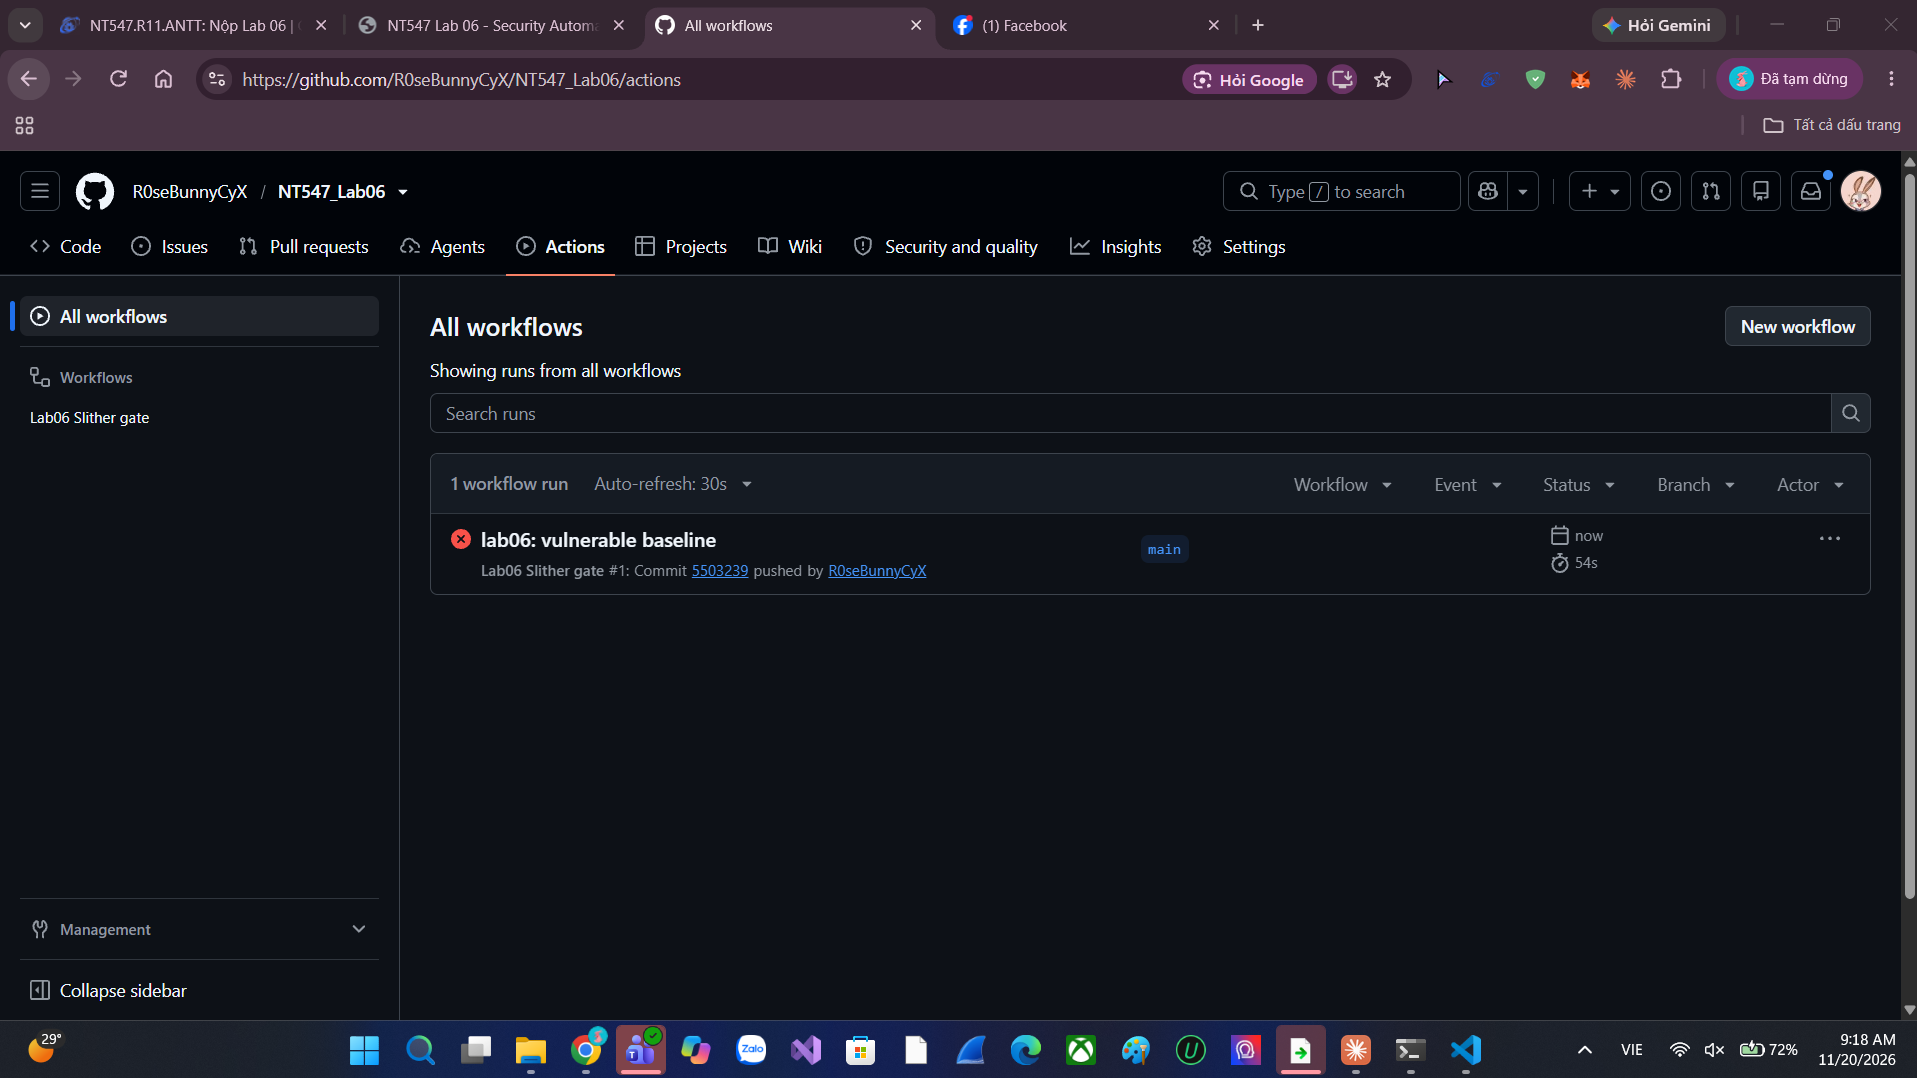 NT547.R11.ANTT: Nộp Lab 06 |
NT547 Lab 06 - Security Autom
All workflows
(1) Facebook
Hỏi Gemini
https://github.com/R0seBunnyCyX/NT547_Lab06/actions
Hỏi Google
Đã tạm dừng
Tất cả dấu trang
R0seBunnyCyX / NT547_Lab06
Type / to search
Code
Issues
Pull requests
Agents
Actions
Projects
Wiki
Security and quality
Insights
Settings
All workflows
Workflows
Lab06 Slither gate
Management
Collapse sidebar
All workflows
New workflow
Showing runs from all workflows
Search runs
1 workflow run
Auto-refresh: 30s
Workflow
Event
Status
Branch
Actor
lab06: vulnerable baseline
Lab06 Slither gate #1: Commit 5503239 pushed by R0seBunnyCyX
main
now
54s
29°
Zalo
VIE
72%
9:18 AM
11/20/2026